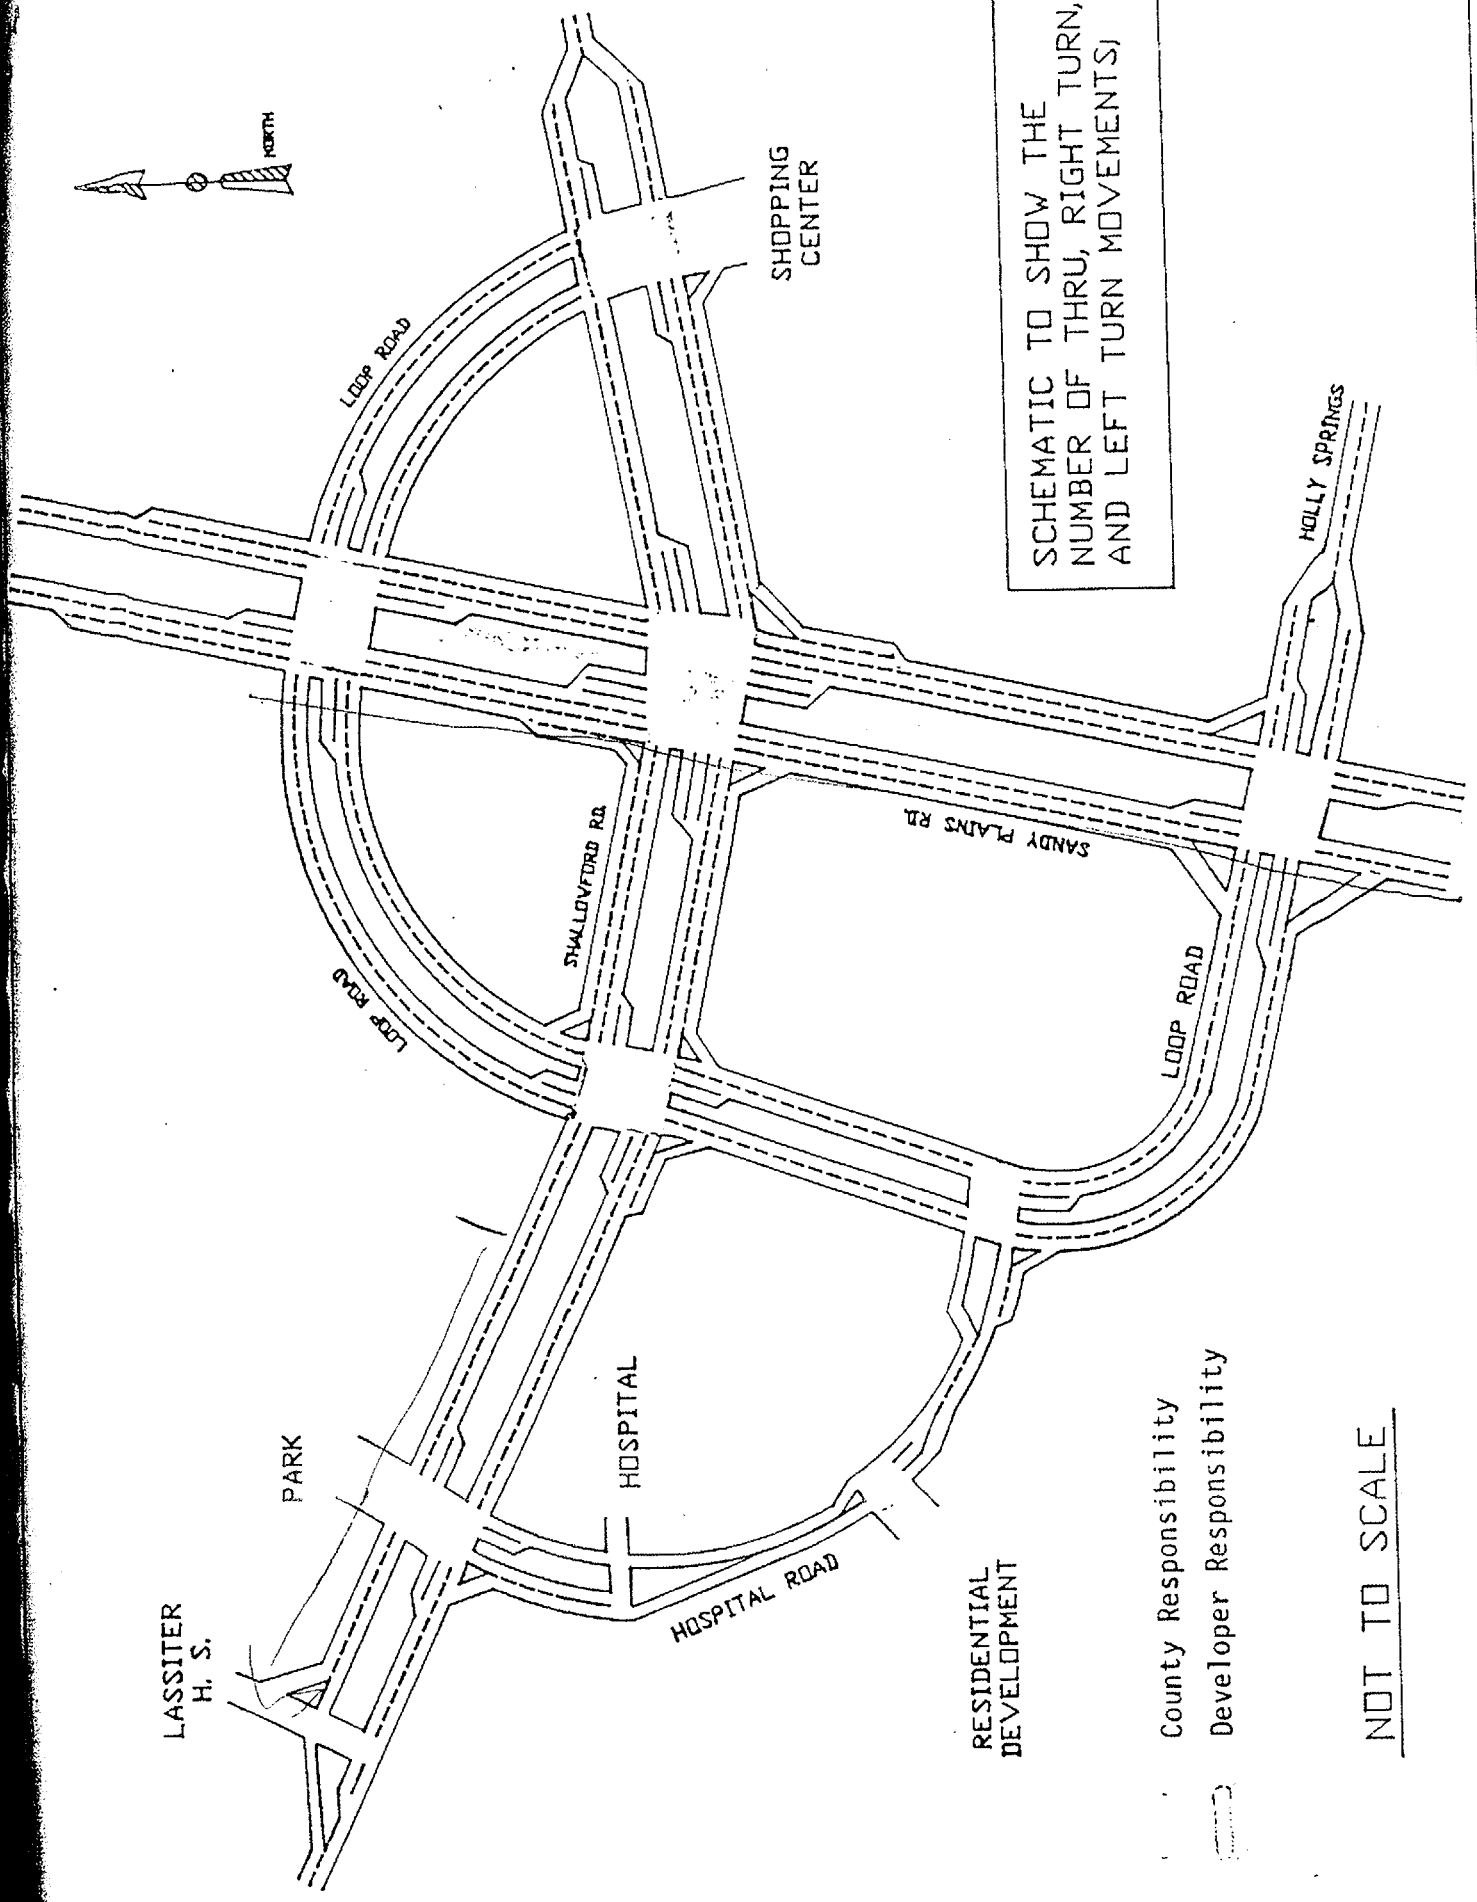 NORTH
SCHEMATIC TO SHOW THE
NUMBER OF THRU, RIGHT TURN,
AND LEFT TURN MOVEMENTS;
SHOPPING
CENTER
LOOP ROAD
HOLLY SPRINGS
SHALLOVFORD RD.
SANDY PLAINS RD.
LOOP ROAD
LOOP ROAD
PARK
HOSPITAL
LASSITER
H. S.
HOSPITAL ROAD
RESIDENTIAL
DEVELOPMENT
County Responsibility
Developer Responsibility
NOT TO SCALE